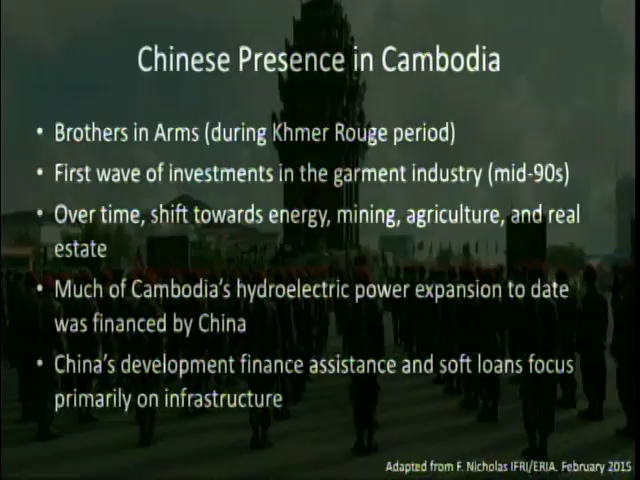 Chinese Presence in Cambodia
• Brothers in Arms (during Khmer Rouge period)
• First wave of investments in the garment industry (mid-90s)
• Over time, shift towards energy, mining, agriculture, and real
estate
• Much of Cambodia's hydroelectric power expansion to date
was financed by China
• China's development finance assistance and soft loans focus
primarily on infrastructure
Adapted from F. Nicholas IFRI/ERIA. February 2015